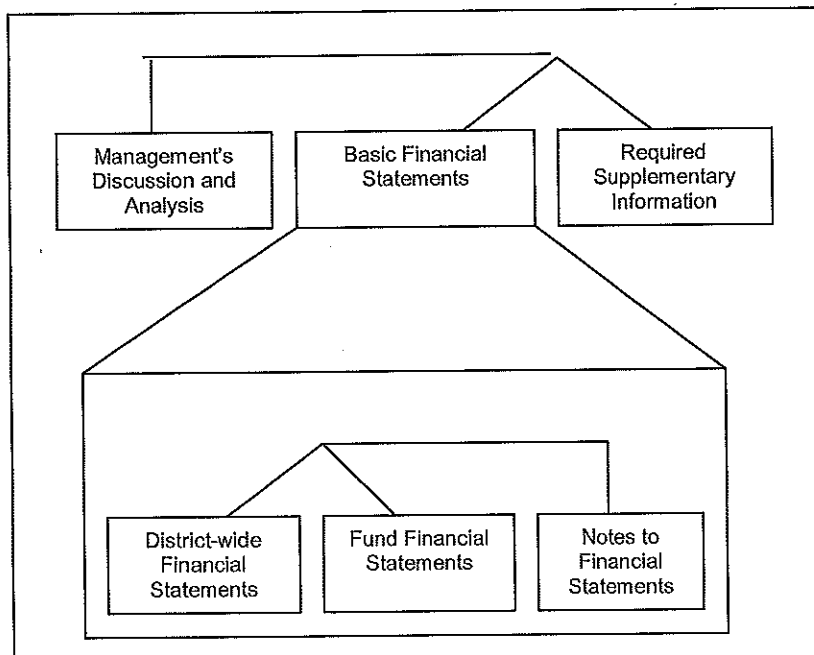 Management's
Discussion and
Analysis
Basic Financial
Statements
Required
Supplementary
Information
District-wide
Financial
Statements
Fund Financial
Statements
Notes to
Financial
Statements